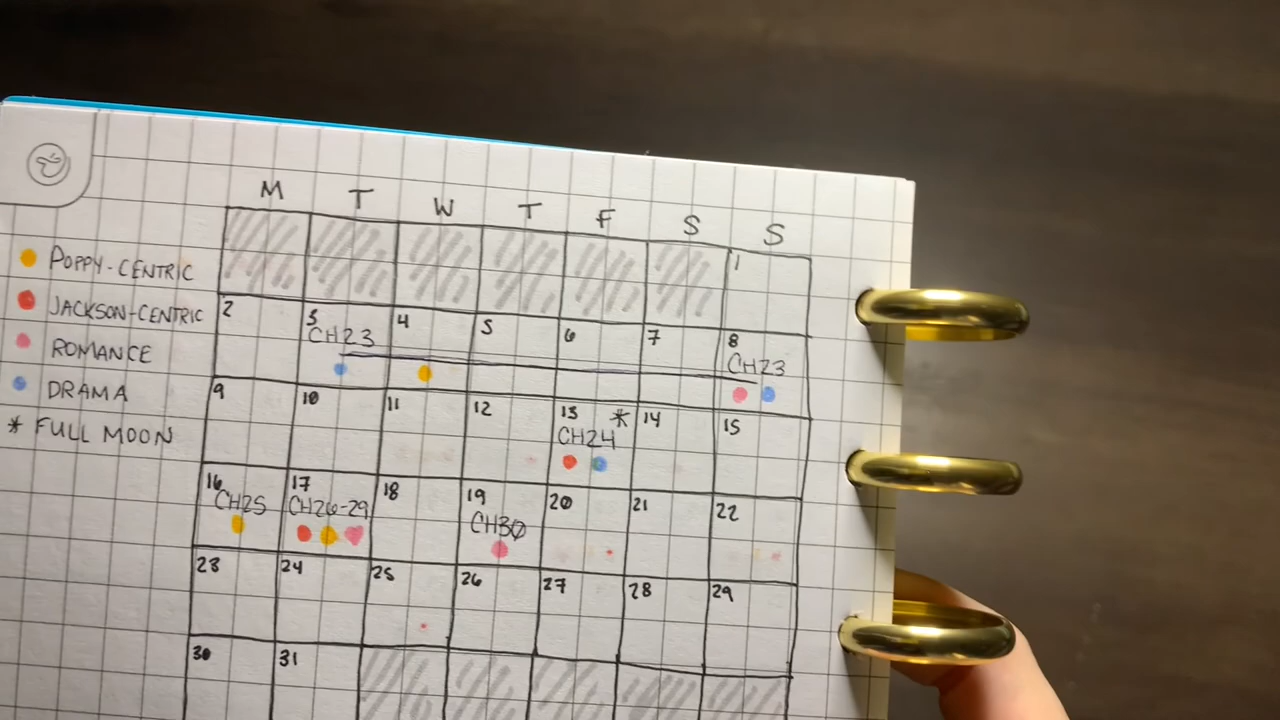 M T W T F S S
1
POPPY-CENTRIC
JACKSON-CENTRIC
ROMANCE
DRAMA
* FULL MOON
2 3 4 5 6 7 8
CH23 CH23
9 10 11 12 13 * 14 15
CH24
16 17 18 19 20 21 22
CH25 CH26-29 CH30
23 24 25 26 27 28 29
30 31